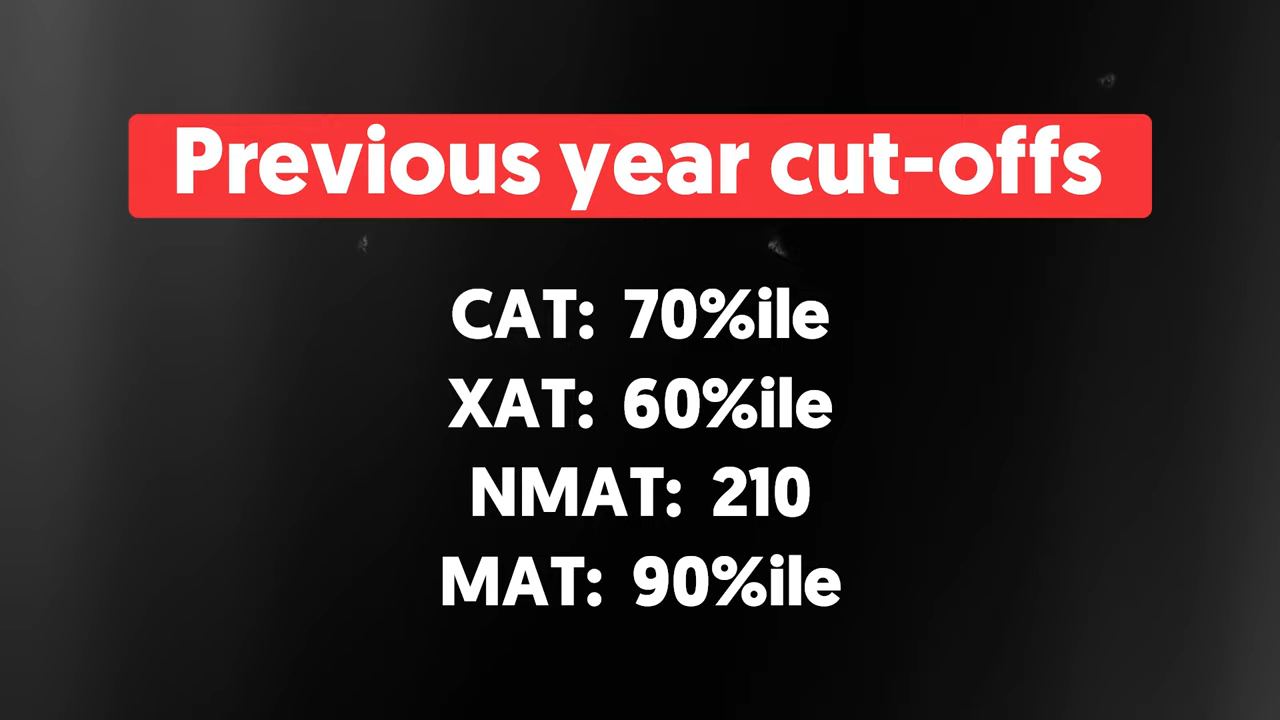 Previous year cut-offs
CAT: 70%ile
XAT: 60%ile
NMAT: 210
MAT: 90%ile